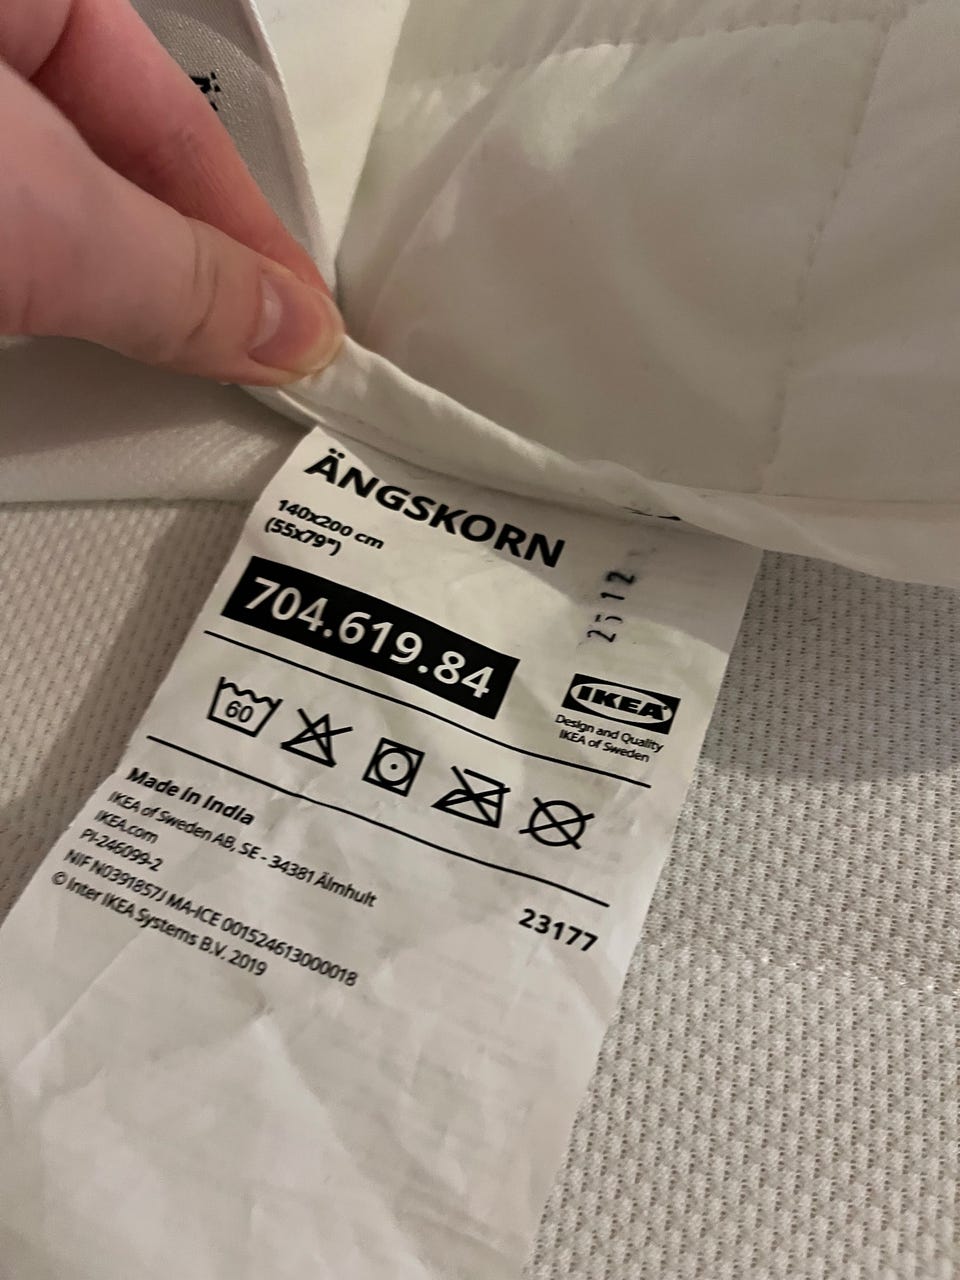 ÄNGSKORN
140x200 cm
(55x79")
2512
704.619.84
IKEA
Design and Quality
IKEA of Sweden
60
Made in India
IKEA of Sweden AB, SE - 34381 Älmhult
IKEA.com
PI-246099-2
NIF N0391857J MA-ICE 001524613000018
© Inter IKEA Systems B.V. 2019
23177